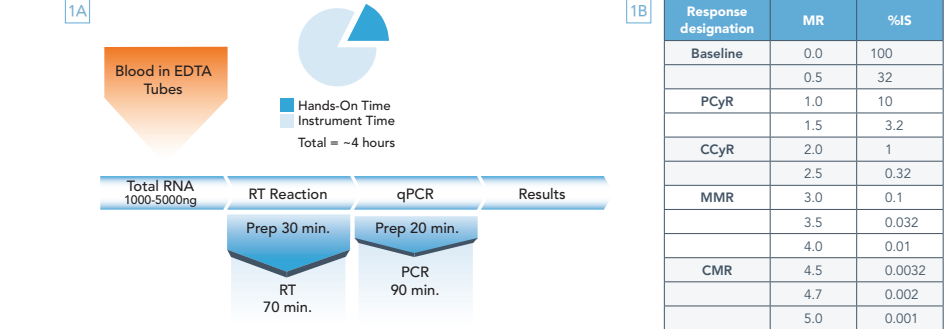 1A
Blood in EDTA
Tubes
Hands-On Time
Instrument Time
Total = ~4 hours
Total RNA
1000-5000ng
RT Reaction
qPCR
Results
Prep 30 min.
Prep 20 min.
RT
70 min.
PCR
90 min.
1B
Response
designation MR %IS
Baseline 0.0 100
0.5 32
PCyR 1.0 10
1.5 3.2
CCyR 2.0 1
2.5 0.32
MMR 3.0 0.1
3.5 0.032
4.0 0.01
CMR 4.5 0.0032
4.7 0.002
5.0 0.001